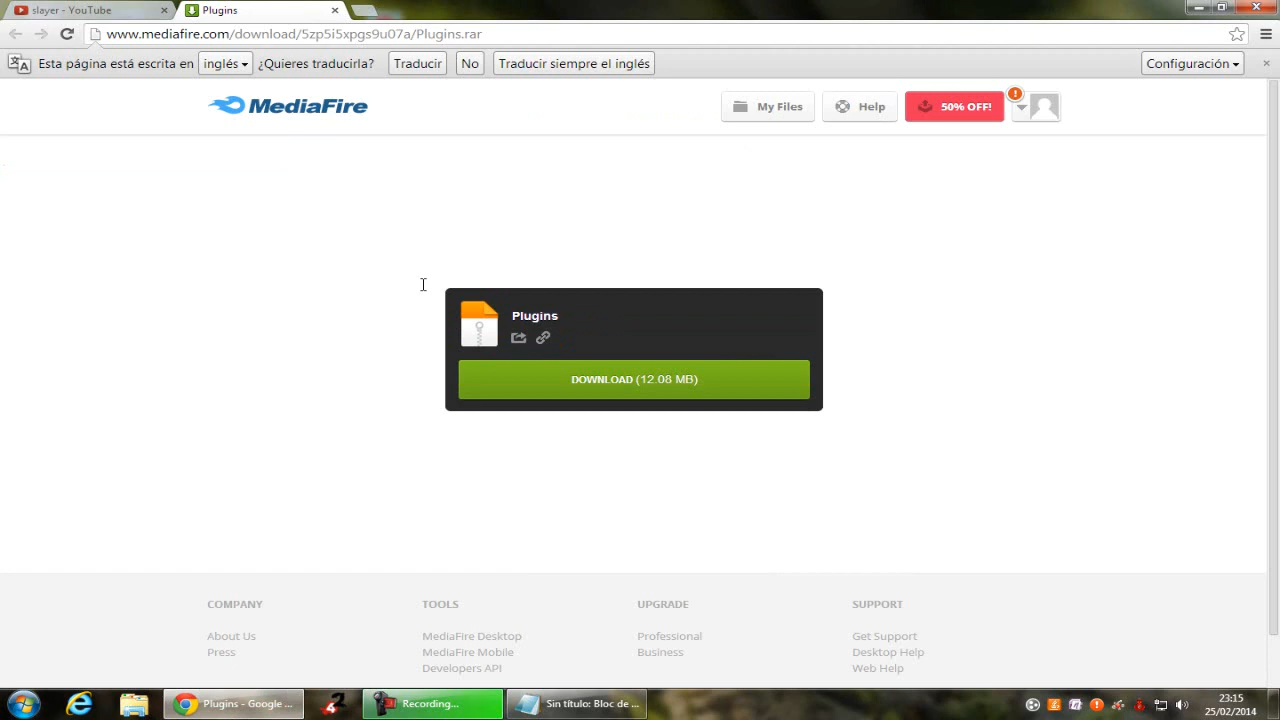 slayer - YouTube
Plugins
www.mediafire.com/download/5zp5i5xpgs9u07a/Plugins.rar
Esta página está escrita en inglés ¿Quieres traducirla? Traducir No Traducir siempre el inglés Configuración
MediaFire My Files Help 50% OFF!
Plugins
DOWNLOAD (12.08 MB)
COMPANY
About Us
Press
TOOLS
MediaFire Desktop
MediaFire Mobile
Developers API
UPGRADE
Professional
Business
SUPPORT
Get Support
Desktop Help
Web Help
Plugins - Google ...
Recording...
Sin título: Bloc de ...
23:15
25/02/2014